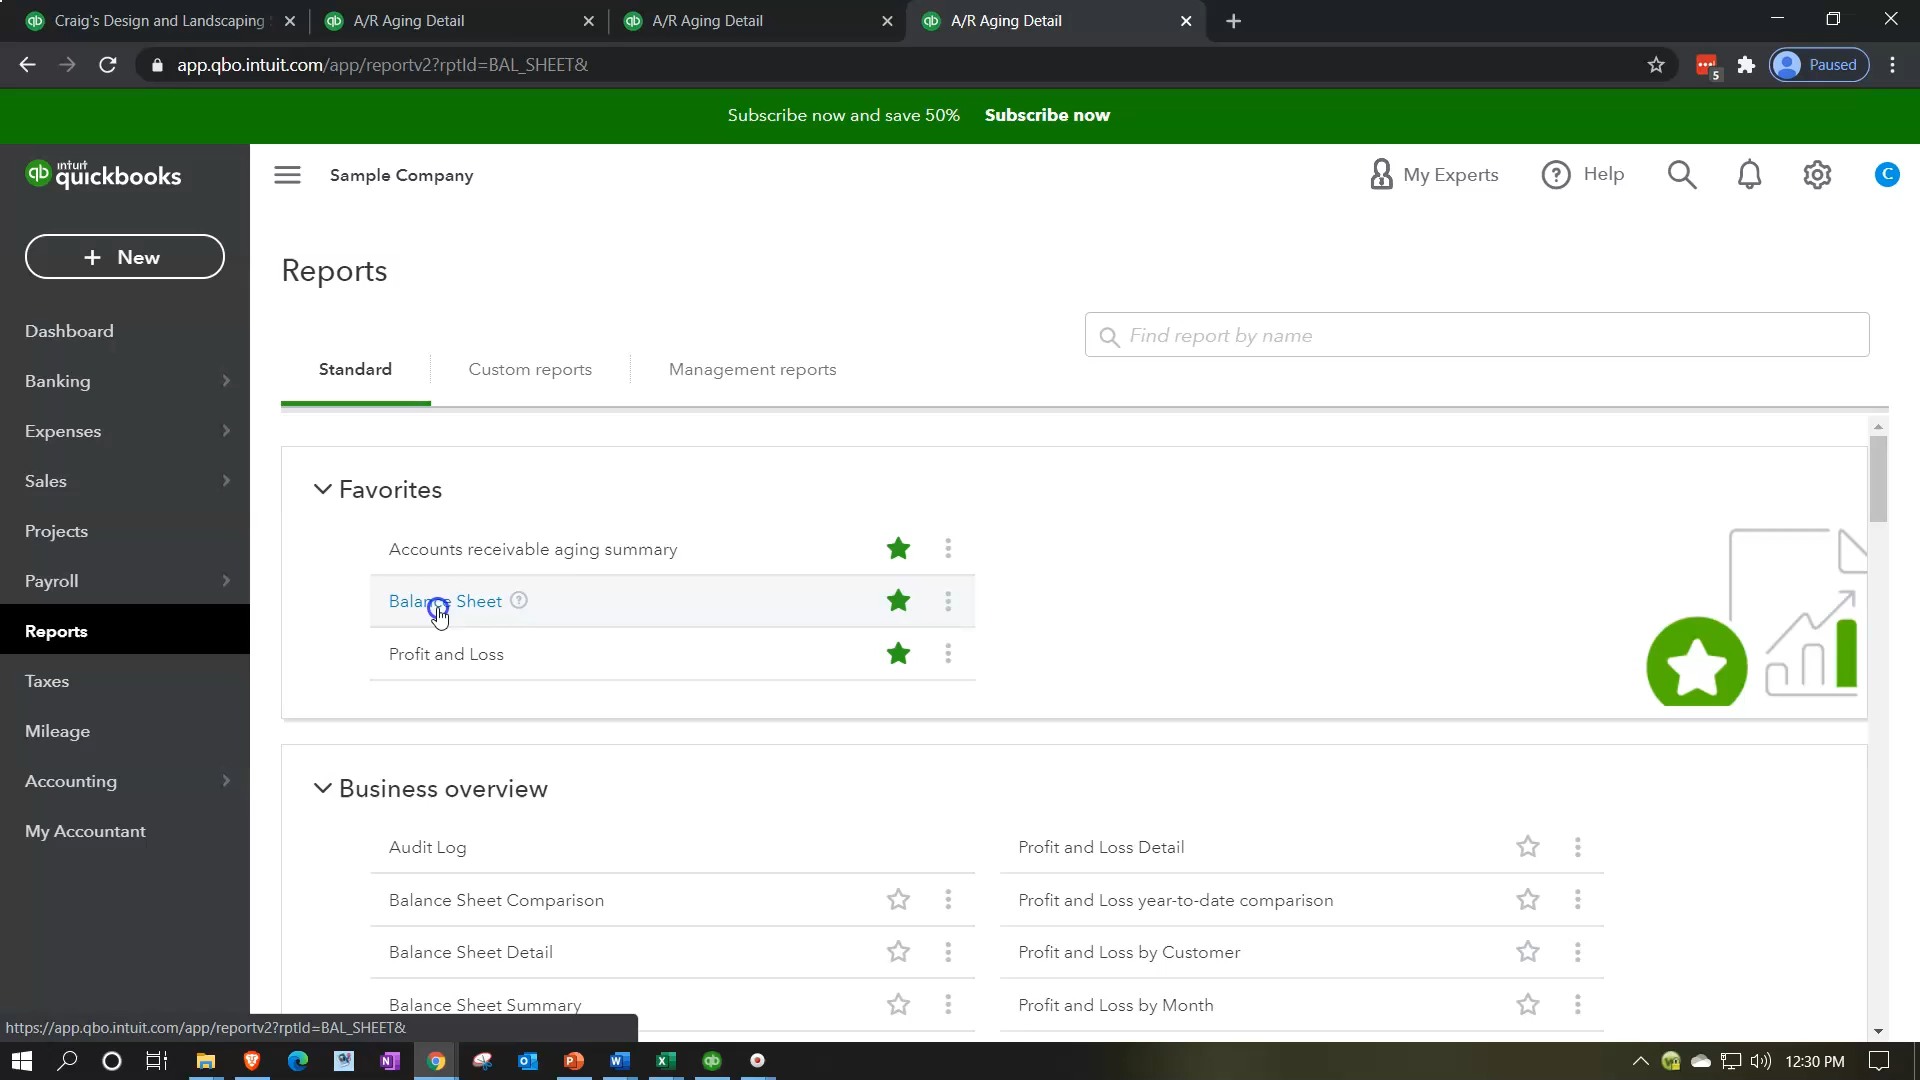 Craig's Design and Landscaping
A/R Aging Detail
A/R Aging Detail
A/R Aging Detail
app.qbo.intuit.com/app/reportv2?rptId=BAL_SHEET&
5
Paused
Subscribe now and save 50% Subscribe now
qb intuit quickbooks
Sample Company
My Experts
? Help
C
+ New
Dashboard
Banking
Expenses
Sales
Projects
Payroll
Reports
Taxes
Mileage
Accounting
My Accountant
Reports
Find report by name
Standard
Custom reports
Management reports
Favorites
Accounts receivable aging summary
Balance Sheet ?
Profit and Loss
Business overview
Audit Log
Profit and Loss Detail
Balance Sheet Comparison
Profit and Loss year-to-date comparison
Balance Sheet Detail
Profit and Loss by Customer
Balance Sheet Summary
Profit and Loss by Month
https://app.qbo.intuit.com/app/reportv2?rptId=BAL_SHEET&
12:30 PM